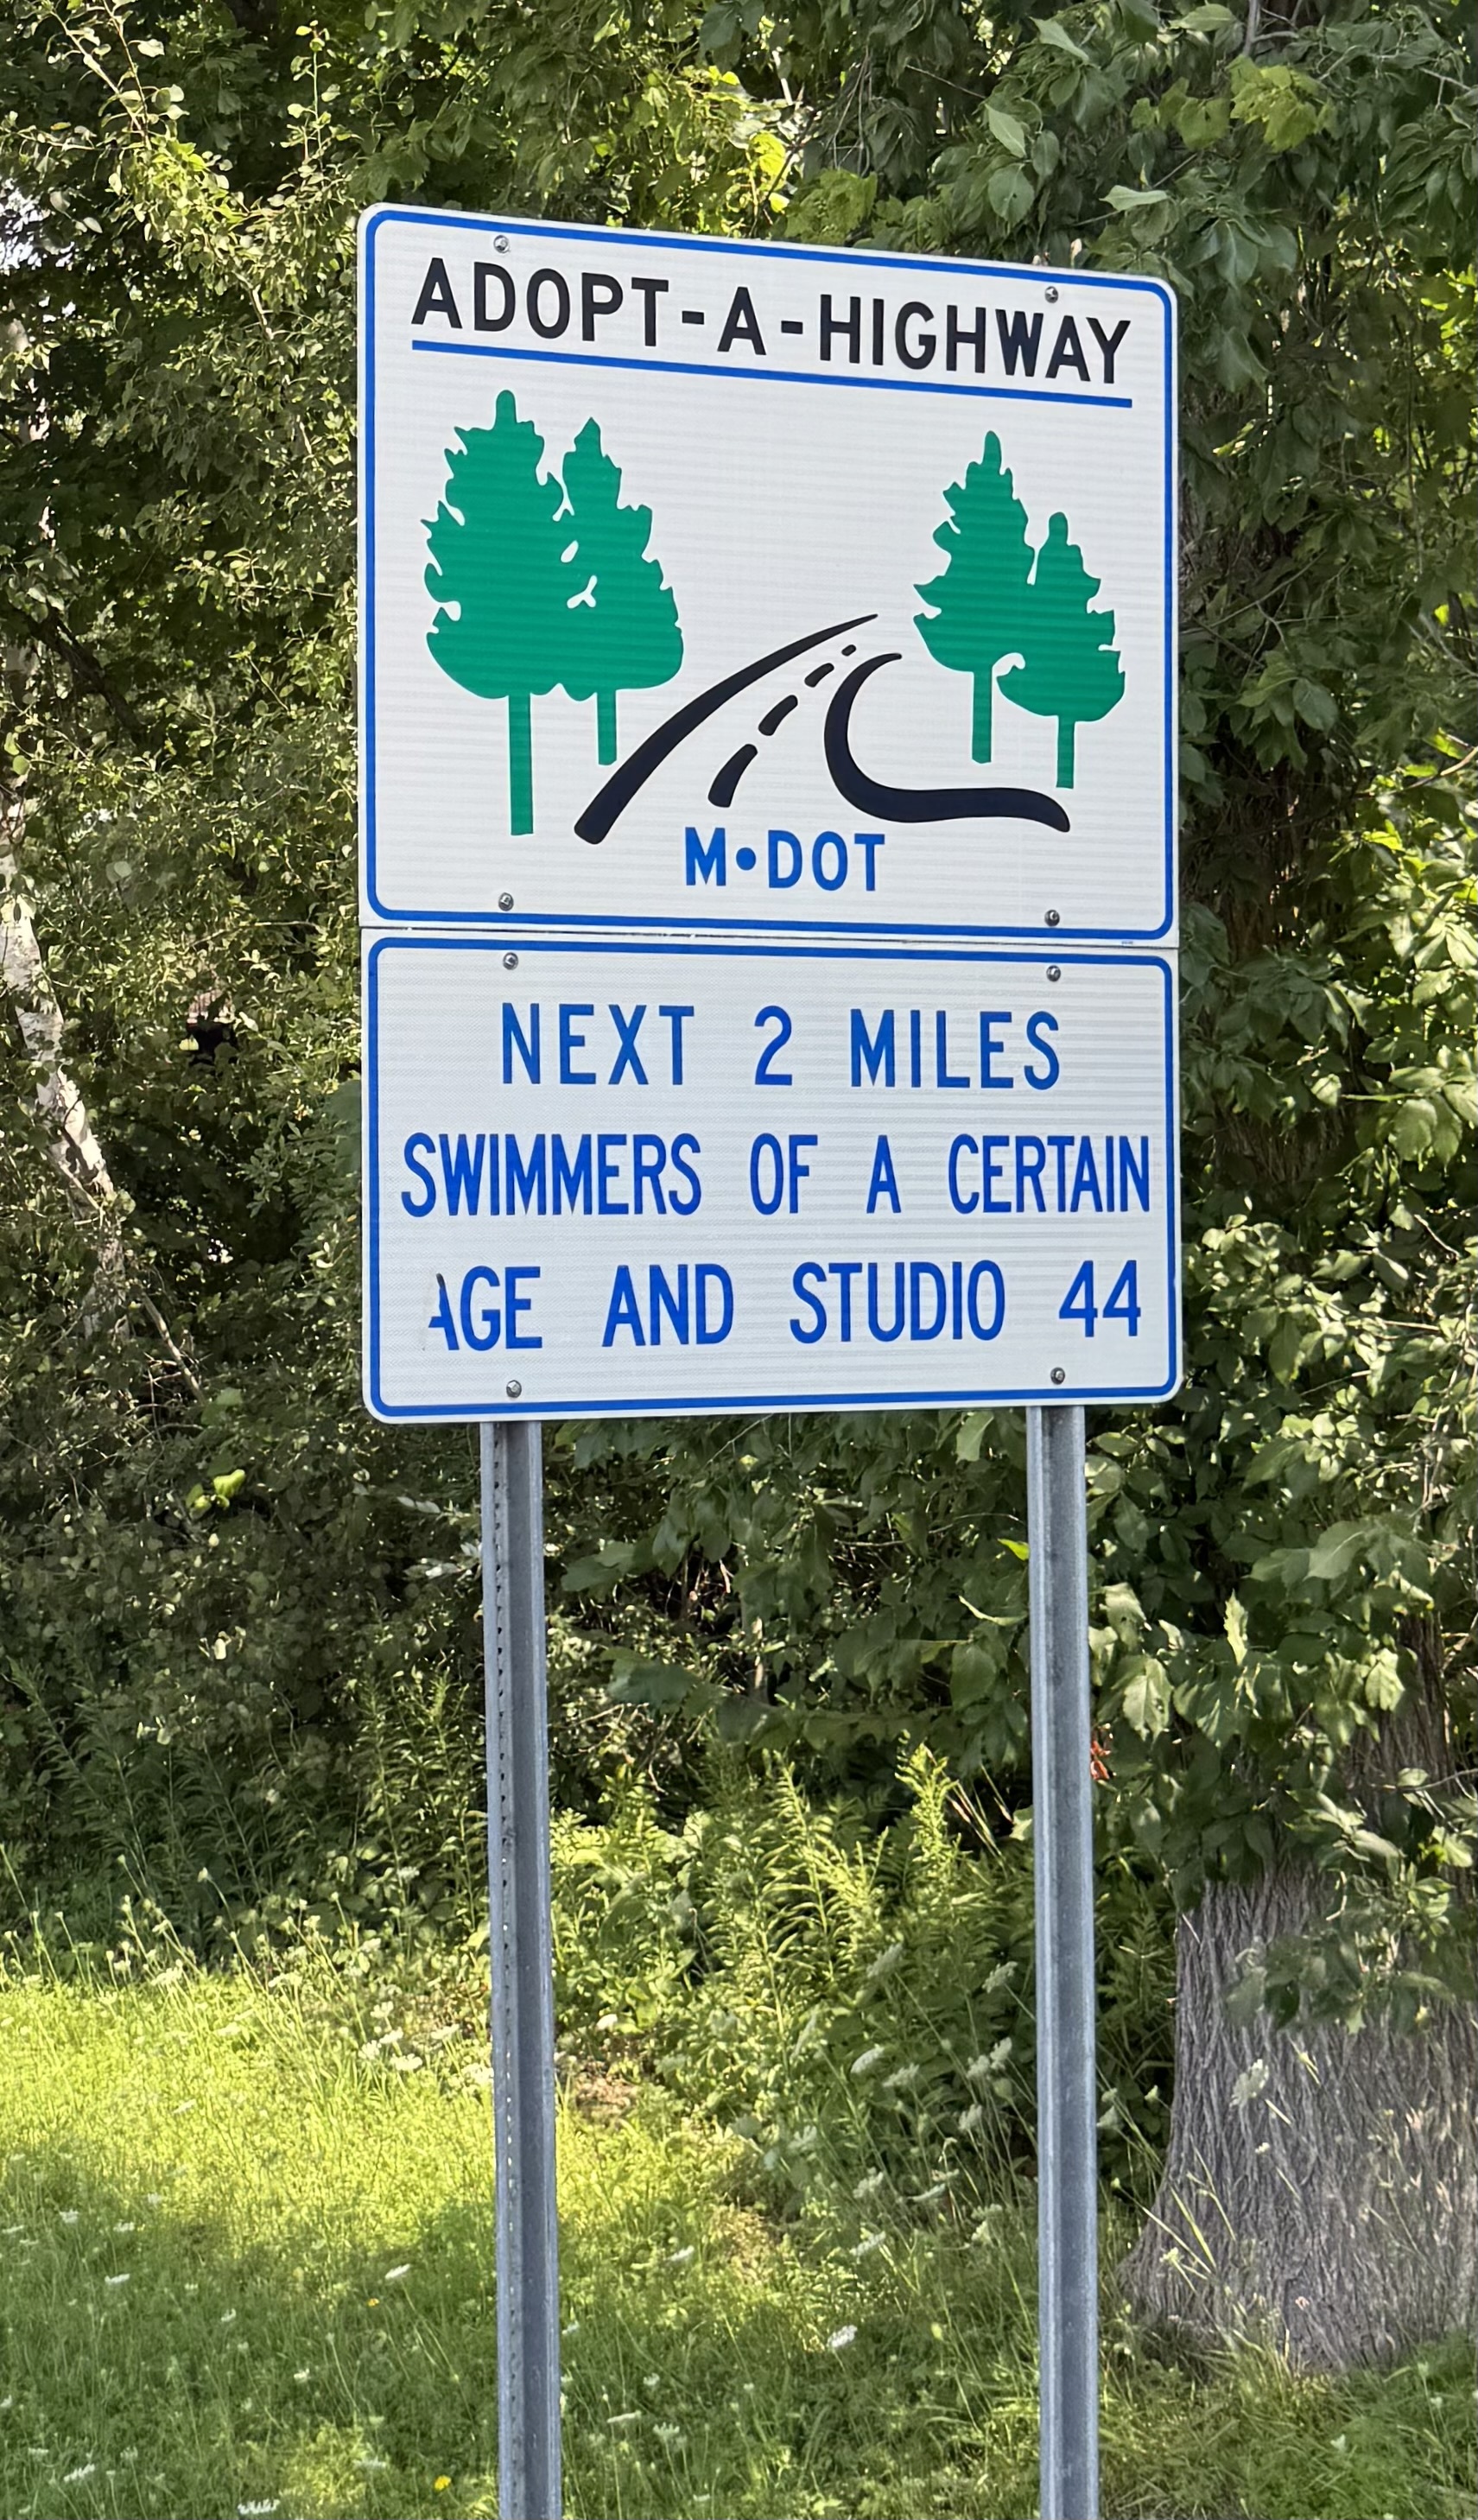 ADOPT-A-HIGHWAY
M•DOT
NEXT 2 MILES
SWIMMERS OF A CERTAIN
AGE AND STUDIO 44